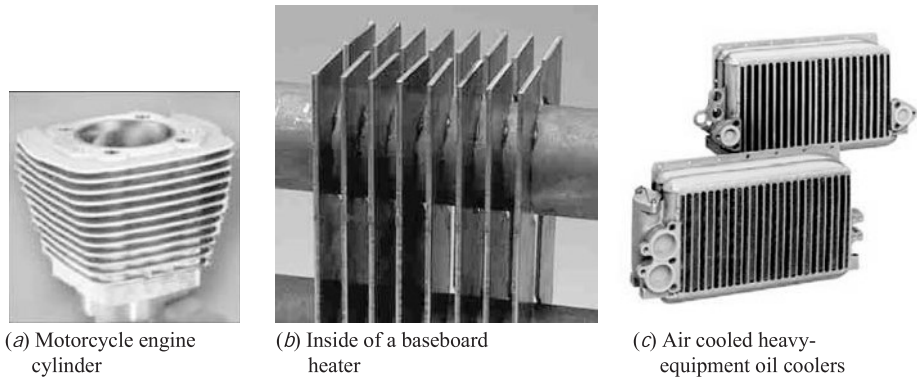 (a) Motorcycle engine
cylinder
(b) Inside of a baseboard
heater
(c) Air cooled heavy-
equipment oil coolers